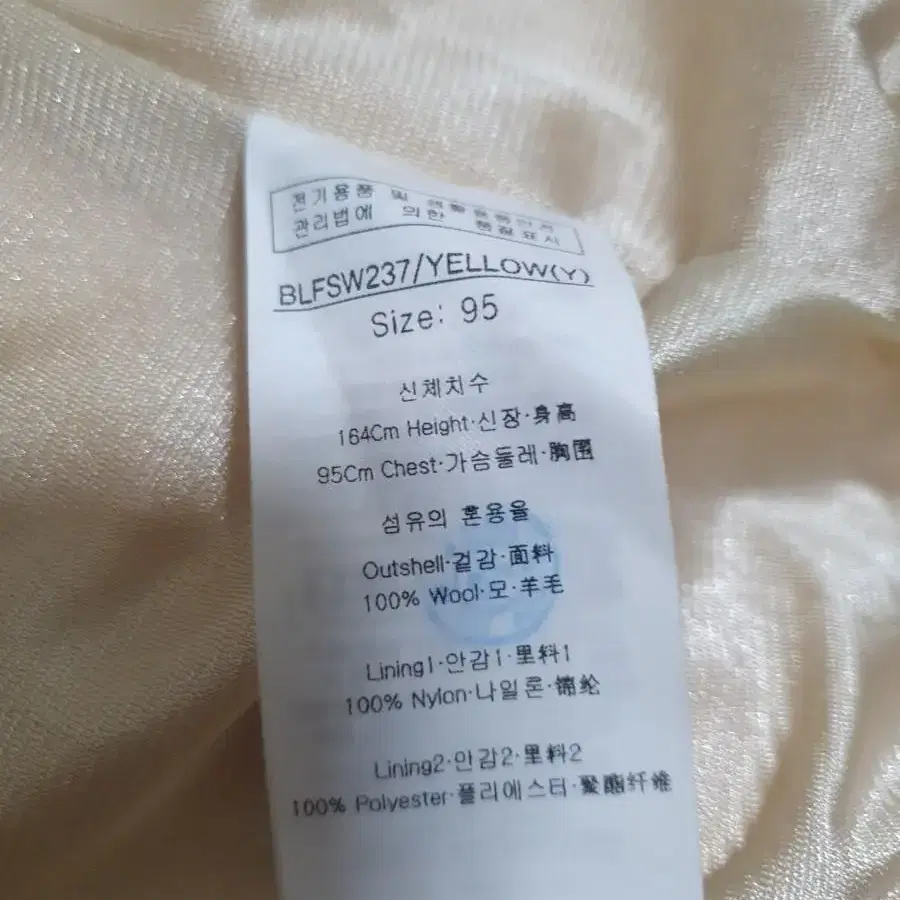 전기용품 및 생활용품안전
관리법에 의한 품질표시
BLFSW237/YELLOW(Y)
Size: 95
신체치수
164Cm Height·신장·身高
95Cm Chest·가슴둘레·胸围
섬유의 혼용율
Outshell·겉감·面料
100% Wool·모·羊毛
Lining1·안감1·里料1
100% Nylon·나일론·锦纶
Lining2·안감2·里料2
100% Polyester·폴리에스터·聚酯纤维